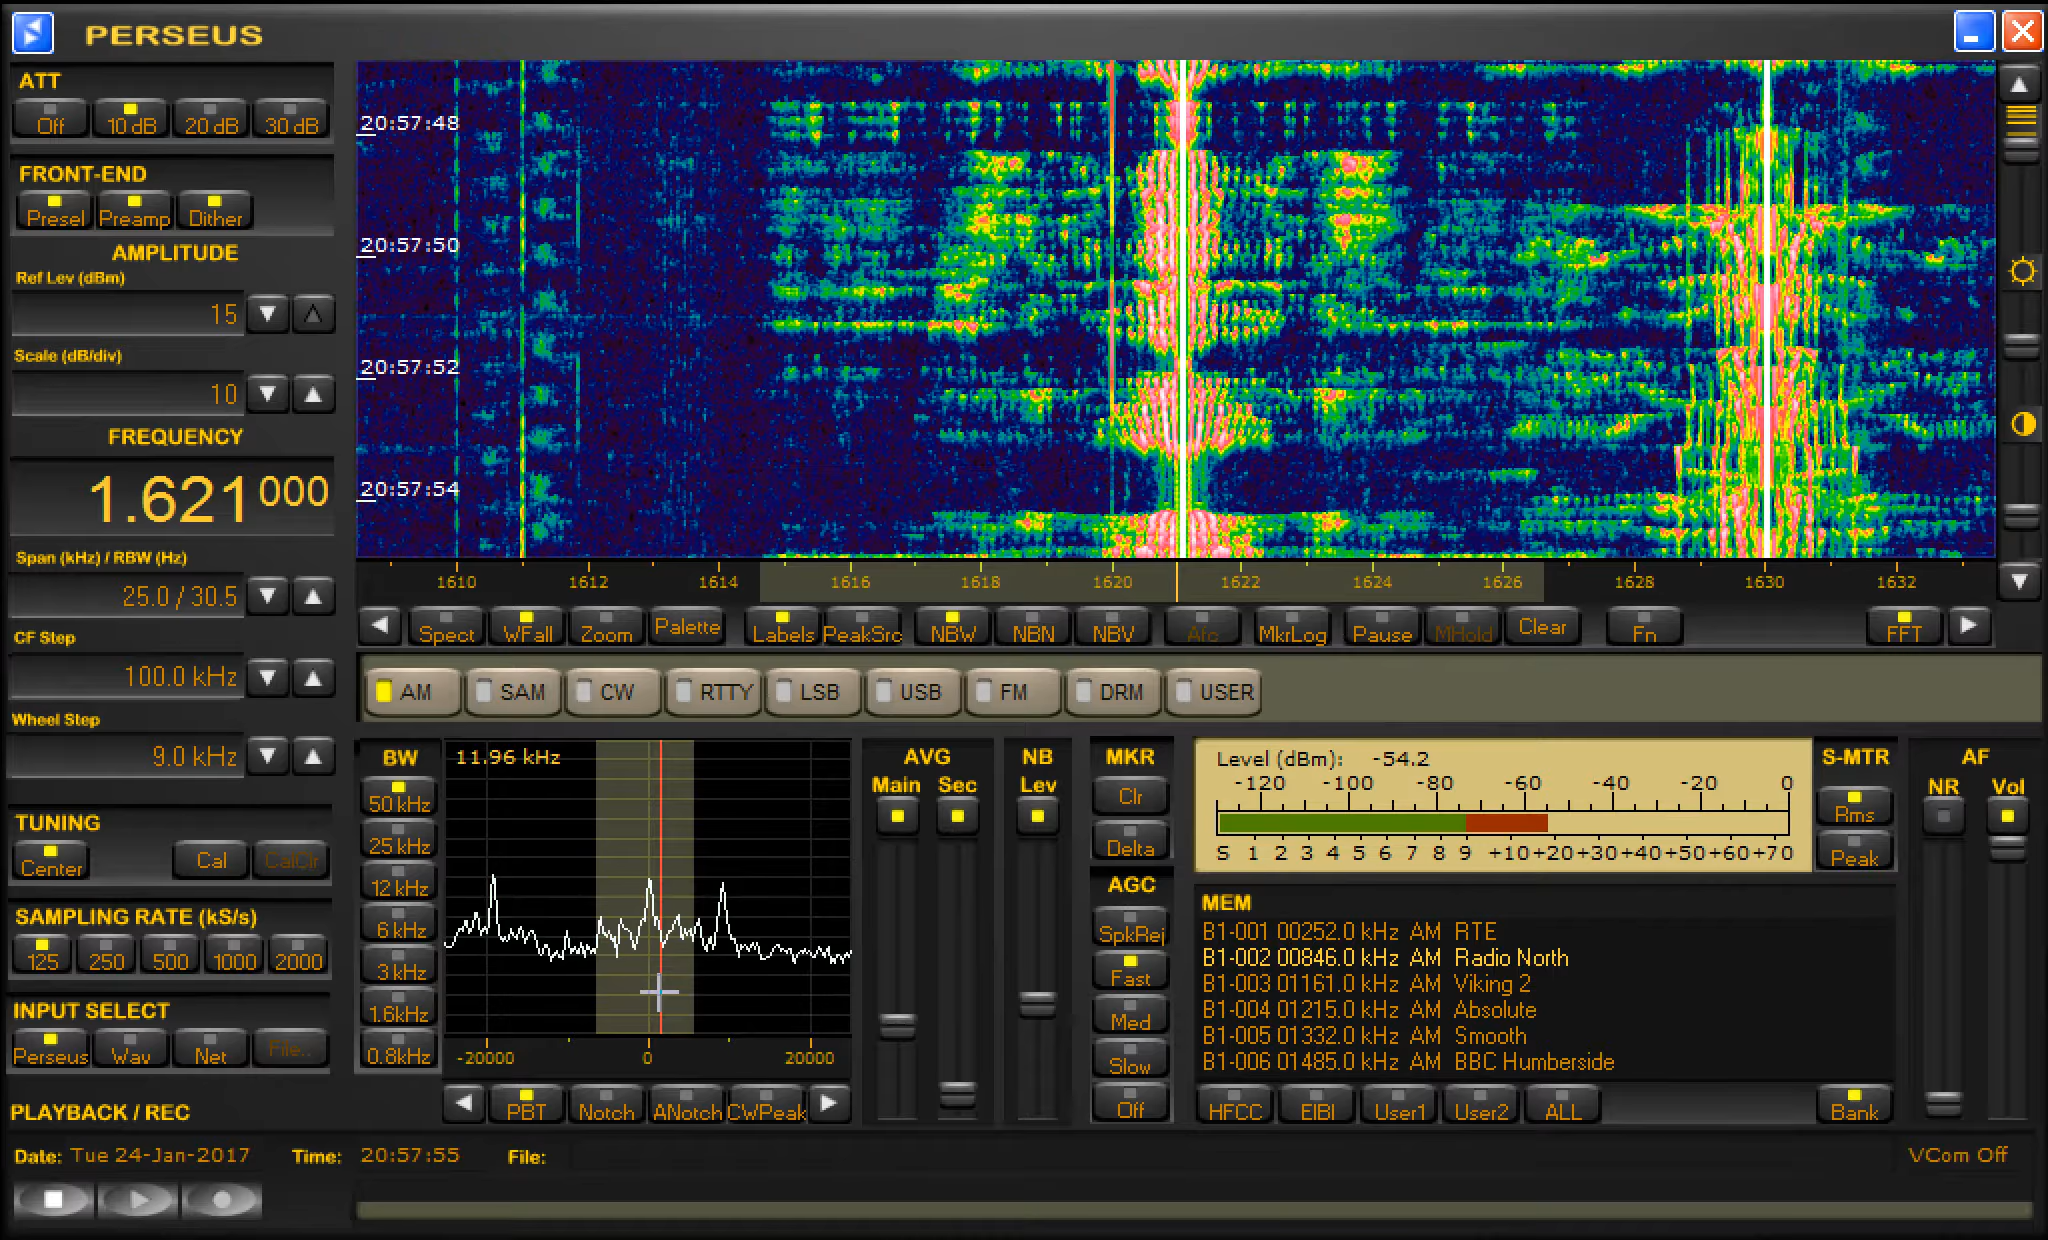 PERSEUS
ATT
Off 10 dB 20 dB 30 dB
FRONT-END
Presel Preamp Dither
AMPLITUDE
Ref Lev (dBm)
15
Scale (dB/div)
10
FREQUENCY
1.621 000
Span (kHz) / RBW (Hz)
25.0 / 30.5
CF Step
100.0 kHz
Wheel Step
9.0 kHz
TUNING
Center Cal CalClr
SAMPLING RATE (kS/s)
125 250 500 1000 2000
INPUT SELECT
Perseus Wav Net File..
PLAYBACK / REC
20:57:48
20:57:50
20:57:52
20:57:54
1610 1612 1614 1616 1618 1620 1622 1624 1626 1628 1630 1632
Spect WFall Zoom Palette Labels PeakSrc NBW NBN NBV Afc MkrLog Pause MHold Clear Fn FFT
AM SAM CW RTTY LSB USB FM DRM USER
BW
50 kHz
25 kHz
12 kHz
6 kHz
3 kHz
1.6kHz
0.8kHz
11.96 kHz
-20000 0 20000
PBT Notch ANotch CWPeak
AVG
Main Sec
NB
Lev
MKR
Clr
Delta
AGC
SpkRej
Fast
Med
Slow
Off
Level (dBm): -54.2
-120 -100 -80 -60 -40 -20 0
S 1 2 3 4 5 6 7 8 9 +10+20+30+40+50+60+70
S-MTR
Rms
Peak
AF
NR Vol
MEM
B1-001 00252.0 kHz AM RTE
B1-002 00846.0 kHz AM Radio North
B1-003 01161.0 kHz AM Viking 2
B1-004 01215.0 kHz AM Absolute
B1-005 01332.0 kHz AM Smooth
B1-006 01485.0 kHz AM BBC Humberside
HFCC EIBI User1 User2 ALL Bank
Date: Tue 24-Jan-2017 Time: 20:57:55 File:
VCom Off